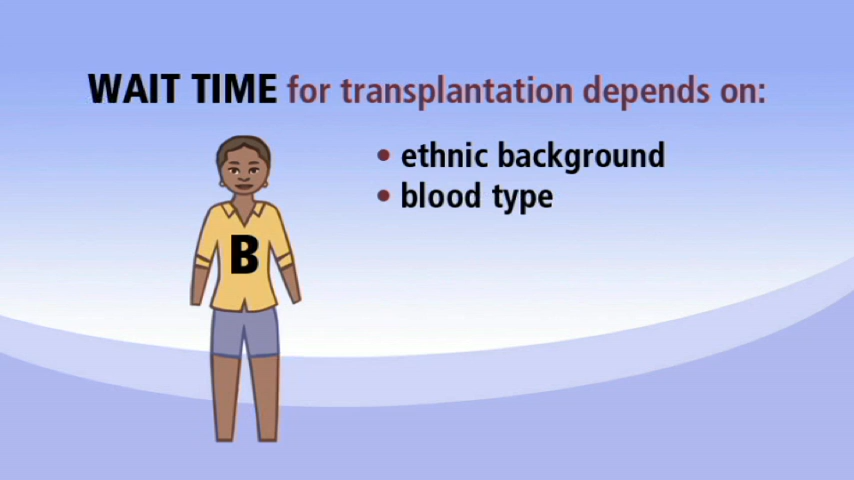 WAIT TIME for transplantation depends on:
• ethnic background
• blood type
B